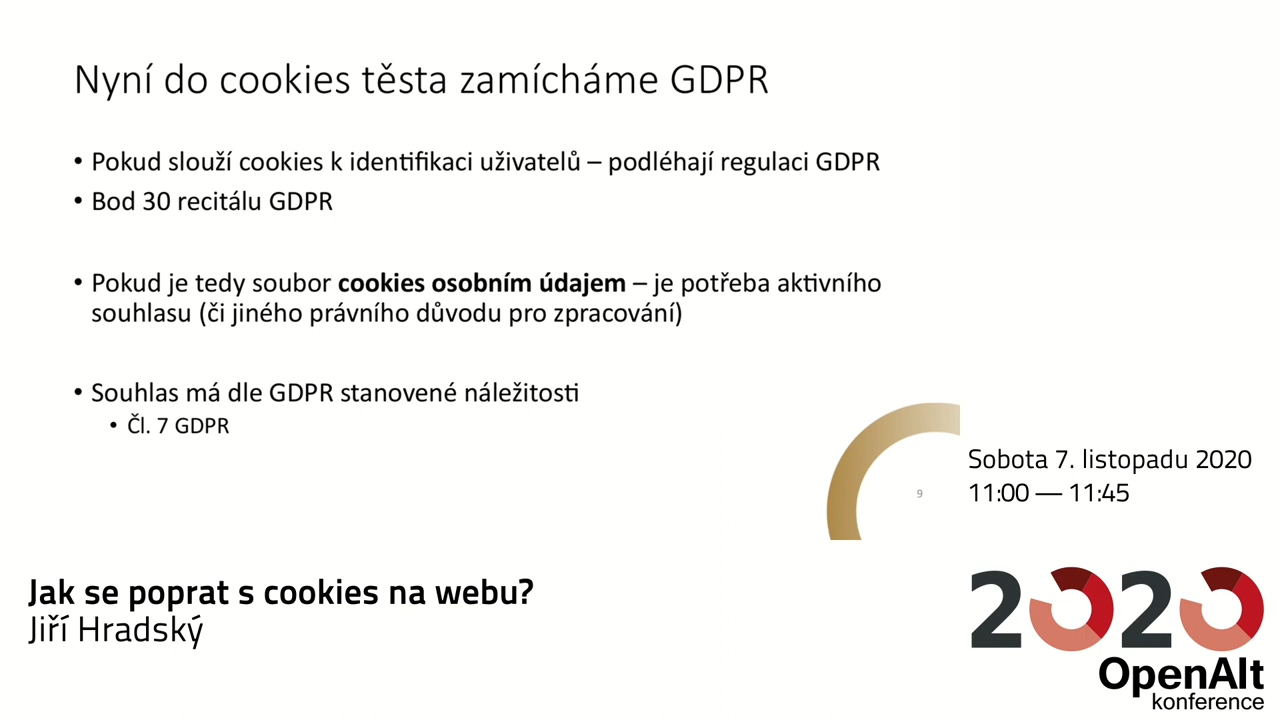 Nyní do cookies těsta zamícháme GDPR
• Pokud slouží cookies k identifikaci uživatelů – podléhají regulaci GDPR
• Bod 30 recitálu GDPR
• Pokud je tedy soubor cookies osobním údajem – je potřeba aktivního
souhlasu (či jiného právního důvodu pro zpracování)
• Souhlas má dle GDPR stanovené náležitosti
• Čl. 7 GDPR
9
Sobota 7. listopadu 2020
11:00 — 11:45
Jak se poprat s cookies na webu?
Jiří Hradský
2020
OpenAlt
konference